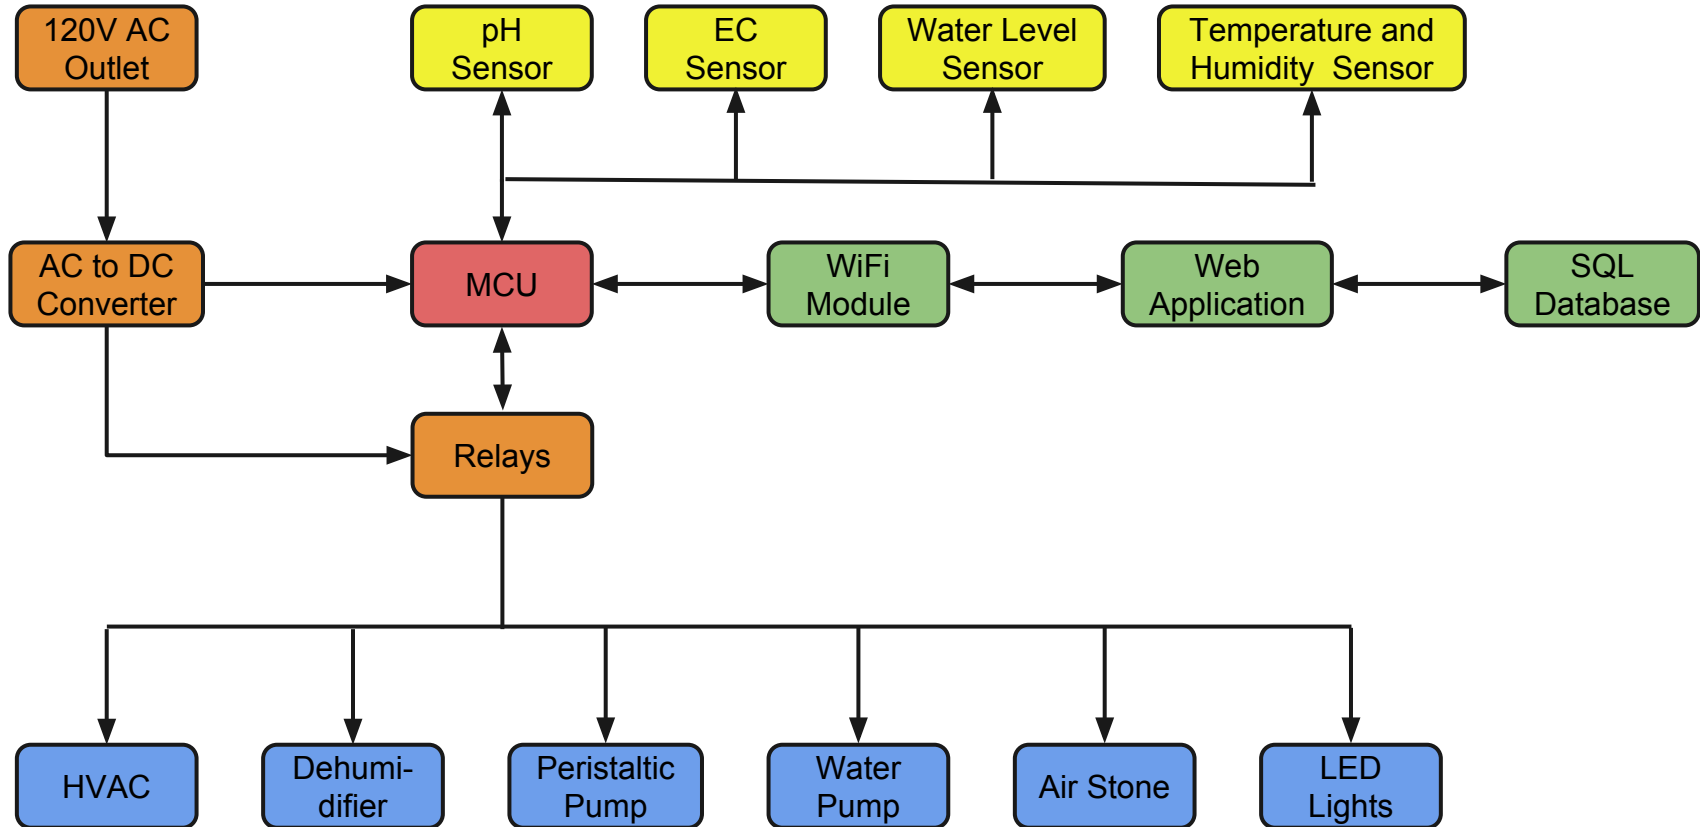 120V AC
Outlet
pH
Sensor
EC
Sensor
Water Level
Sensor
Temperature and
Humidity  Sensor
AC to DC
Converter
MCU
WiFi
Module
Web
Application
SQL
Database
Relays
HVAC
Dehumi-
difier
Peristaltic
Pump
Water
Pump
Air Stone
LED
Lights